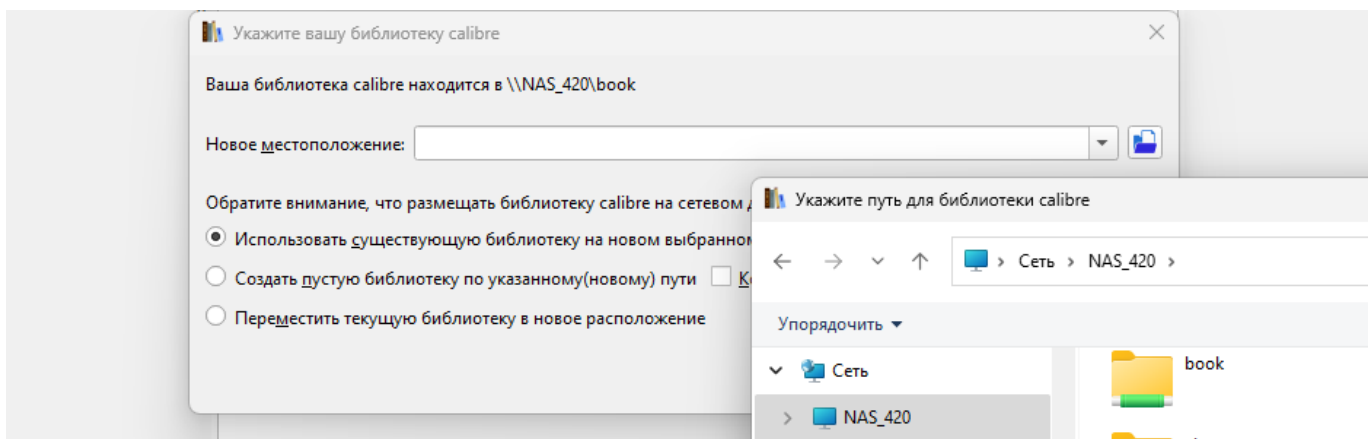 Укажите вашу библиотеку calibre
Ваша библиотека calibre находится в \\NAS_420\book
Новое местоположение:
Обратите внимание, что размещать библиотеку calibre на сетевом
Укажите путь для библиотеки calibre
Использовать существующую библиотеку на новом
Сеть > NAS_420 >
Создать пустую библиотеку по указанному(новому) пути
Переместить текущую библиотеку в новое расположение
Упорядочить
Сеть
book
NAS_420